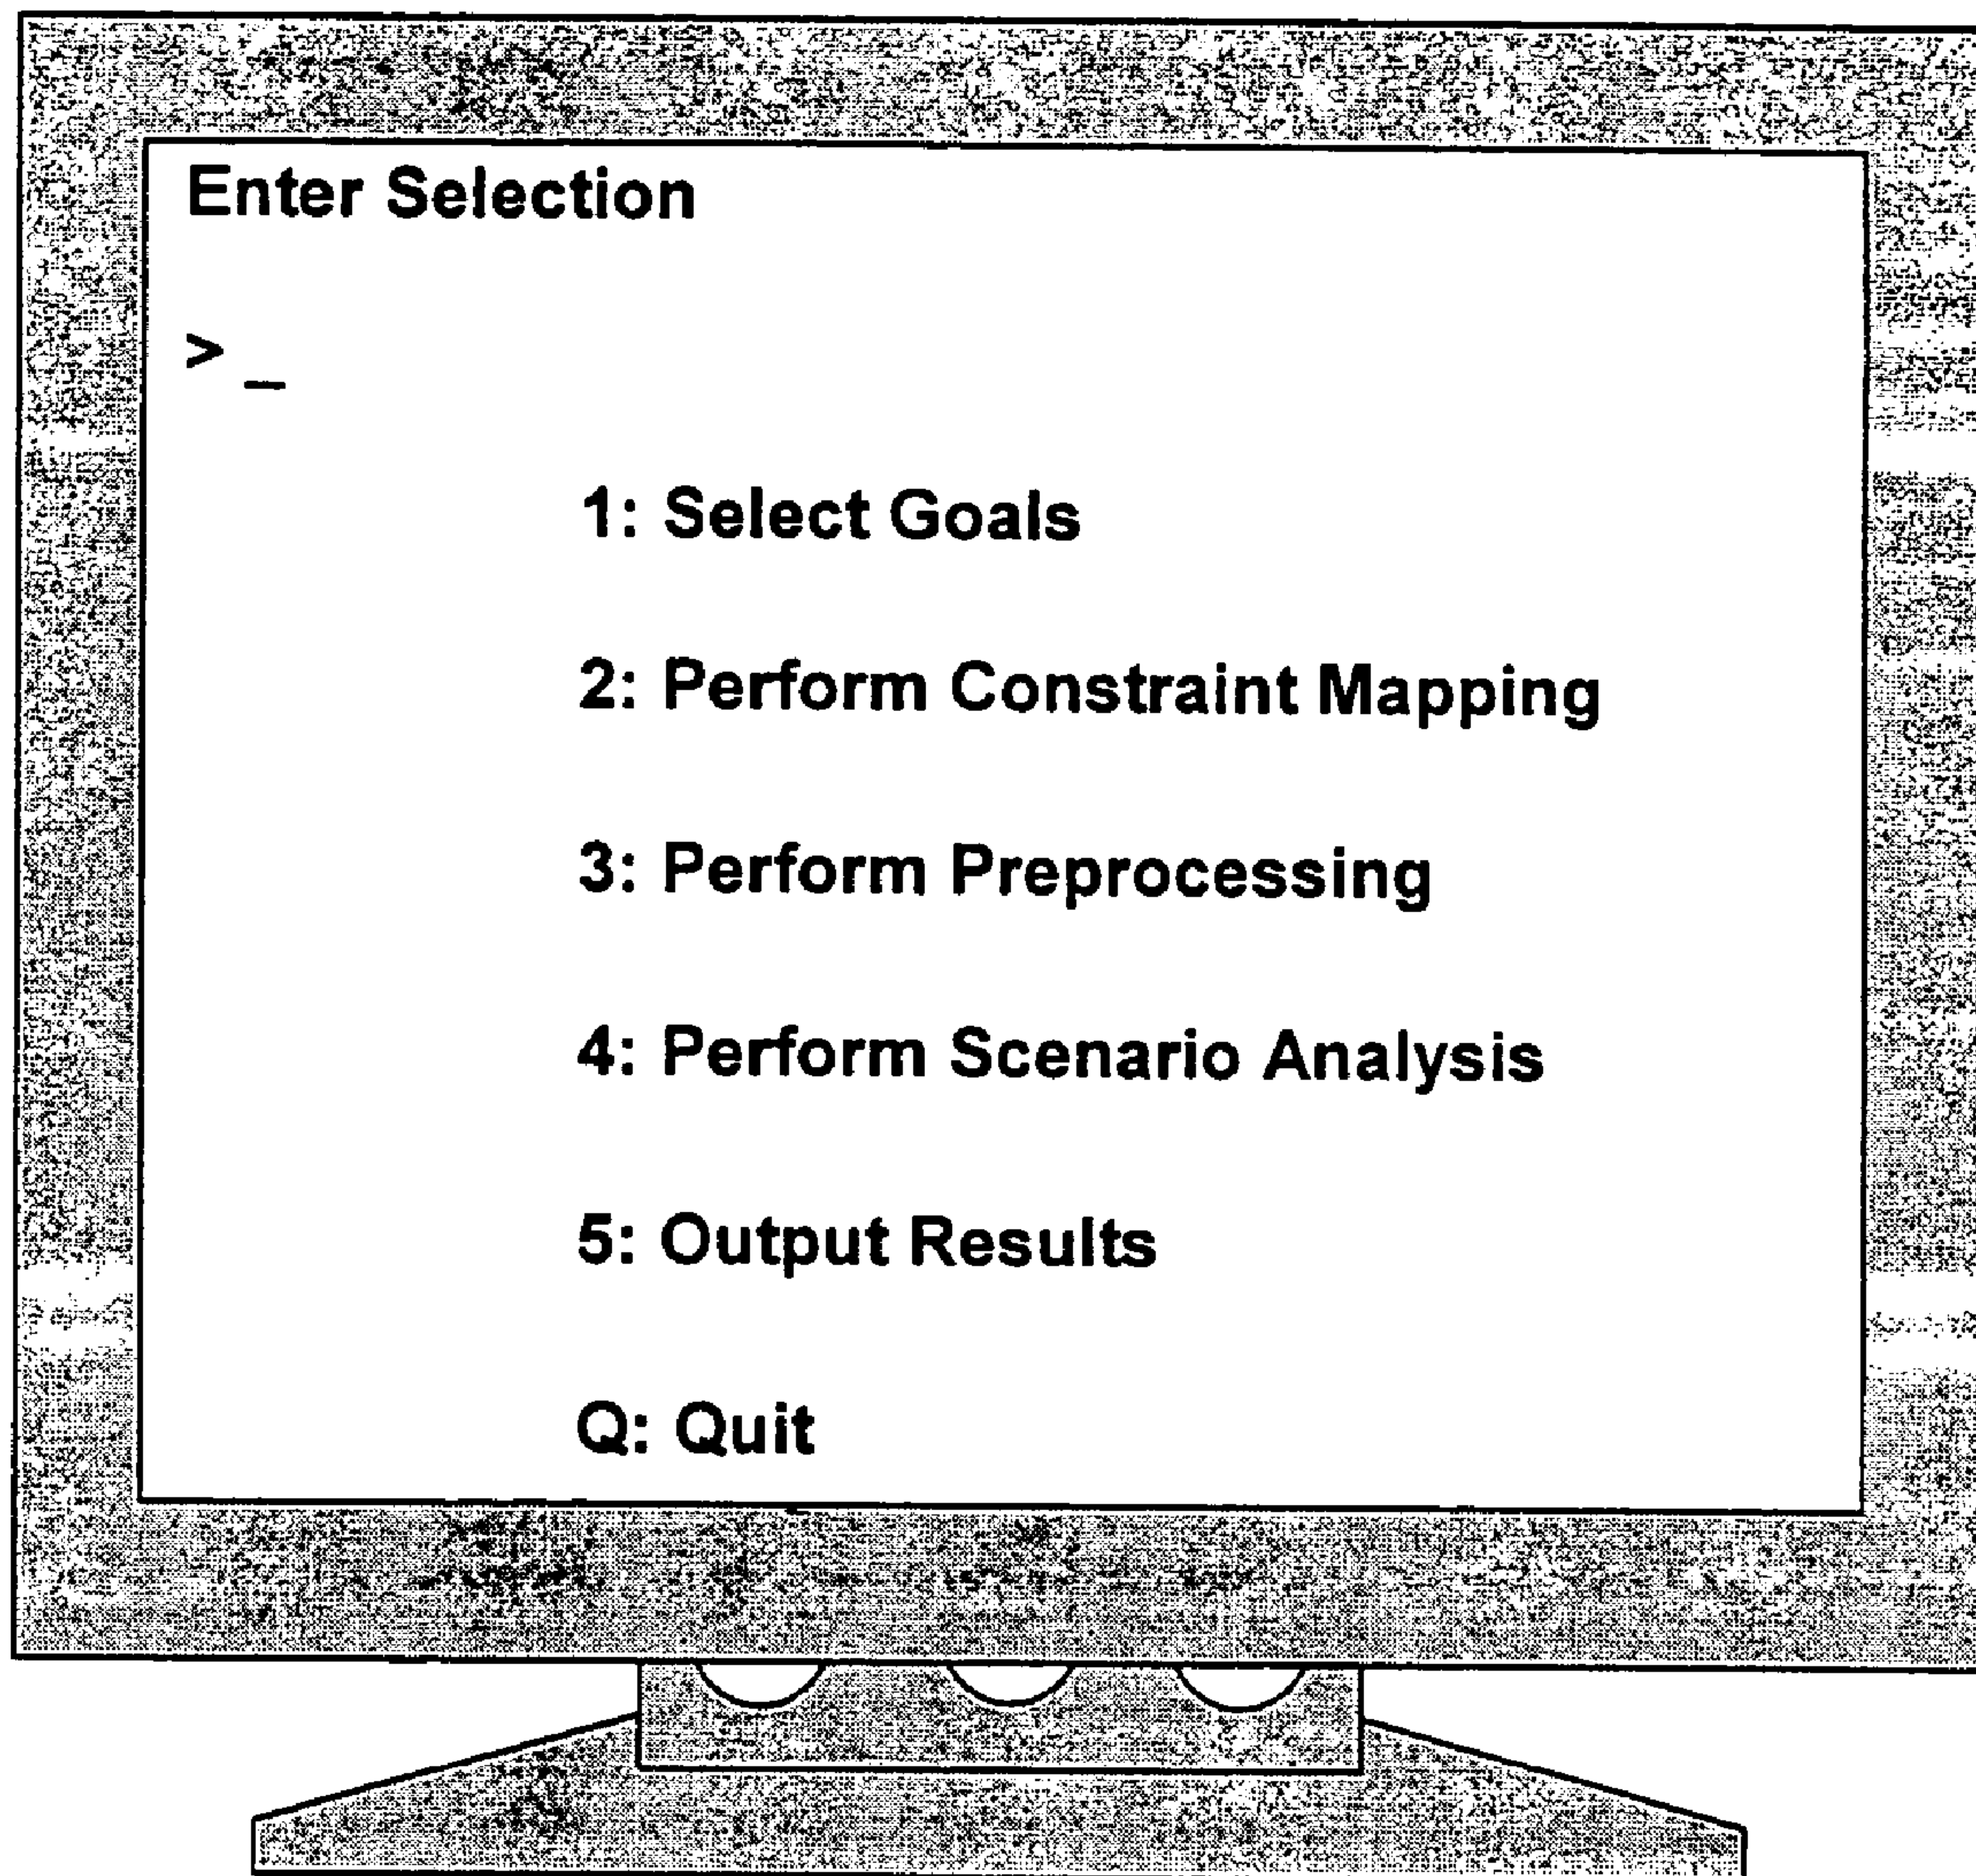 Enter Selection
> _
1: Select Goals
2: Perform Constraint Mapping
3: Perform Preprocessing
4: Perform Scenario Analysis
5: Output Results
Q: Quit